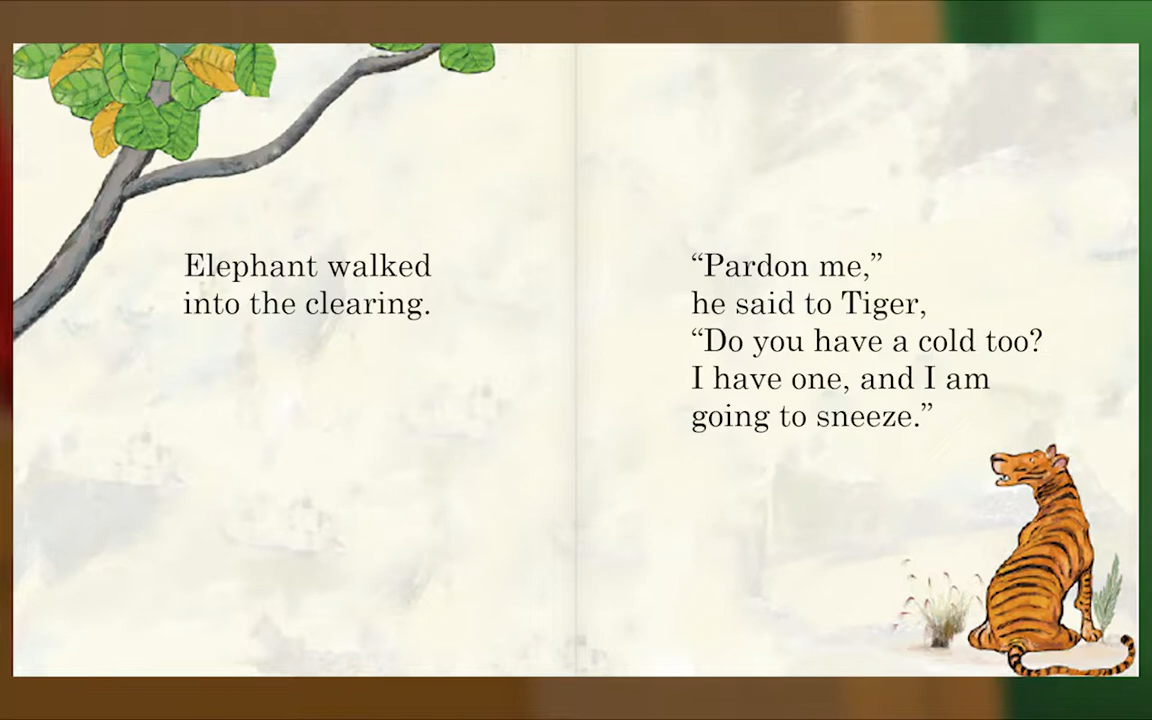 Elephant walked
into the clearing.
“Pardon me,”
he said to Tiger,
“Do you have a cold too?
I have one, and I am
going to sneeze.”